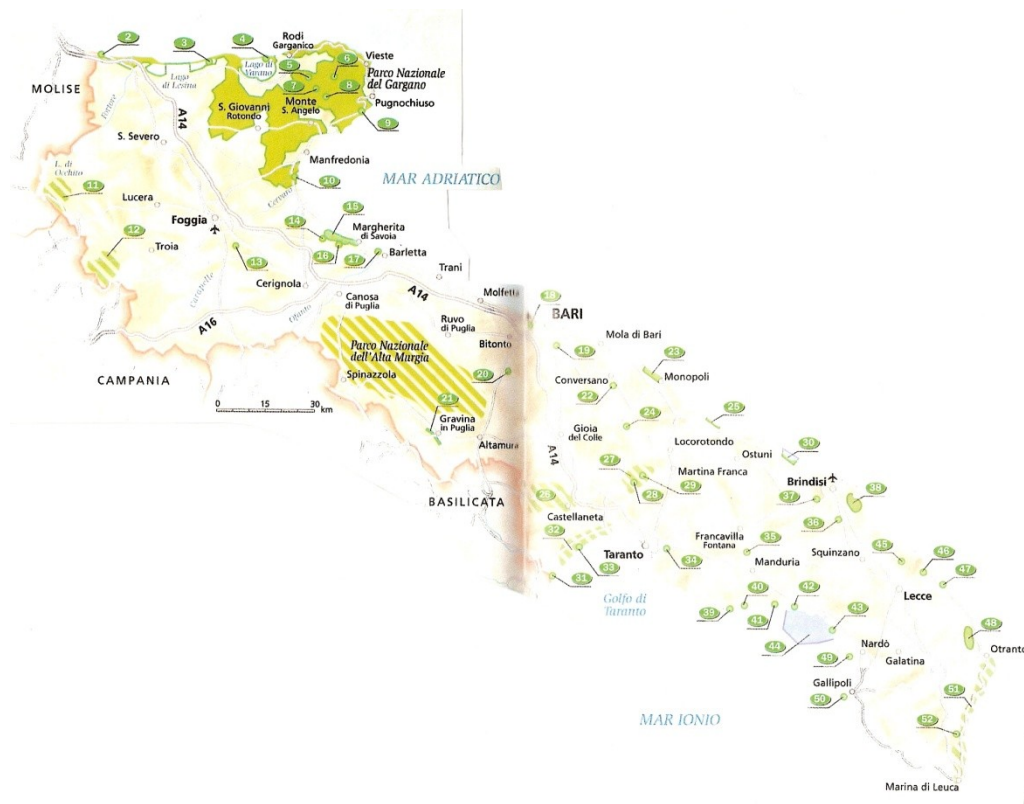 2
3
4
Rodi
Garganico
Vieste
6
Lago
di Lesina
Lago di
Varano
5
Parco Nazionale
del Gargano
MOLISE
7
8
Fortore
A14
S. Giovanni
Rotondo
Monte
S. Angelo
Pugnochiuso
9
S. Severo
Manfredonia
L. di
Occhito
11
10
MAR ADRIATICO
Cervaro
Lucera
15
Foggia
14
Margherita
di Savoia
12
Troia
13
16
17
Barletta
Carapelle
Cerignola
Trani
A14
Canosa
di Puglia
Molfetta
18
Ofanto
BARI
A16
Ruvo
di Puglia
Bitonto
Mola di Bari
Parco Nazionale
dell'Alta Murgia
19
23
CAMPANIA
Spinazzola
20
Conversano
Monopoli
22
0 15 30 km
21
Gravina
in Puglia
24
25
Gioia
del Colle
Altamura
Locorotondo
30
A14
Ostuni
27
Martina Franca
Brindisi
BASILICATA
26
28
29
37
38
Castellaneta
36
32
Francavilla
Fontana
35
Taranto
Squinzano
45
46
33
34
Manduria
47
31
Lecce
Golfo di
Taranto
40
42
39
41
43
48
44
Nardò
Otranto
49
Galatina
Gallipoli
50
51
MAR IONIO
52
Marina di Leuca